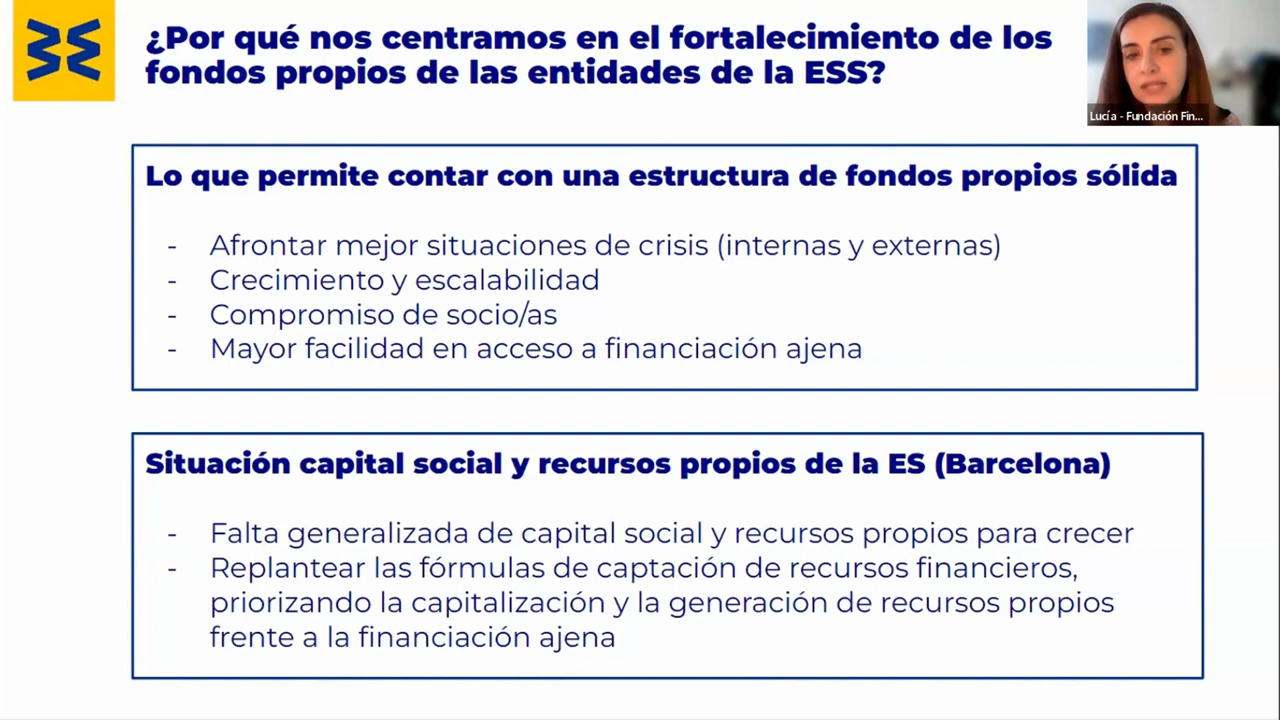 ¿Por qué nos centramos en el fortalecimiento de los
fondos propios de las entidades de la ESS?
Lucía - Fundación Fin...
Lo que permite contar con una estructura de fondos propios sólida
- Afrontar mejor situaciones de crisis (internas y externas)
- Crecimiento y escalabilidad
- Compromiso de socio/as
- Mayor facilidad en acceso a financiación ajena
Situación capital social y recursos propios de la ES (Barcelona)
- Falta generalizada de capital social y recursos propios para crecer
- Replantear las fórmulas de captación de recursos financieros,
priorizando la capitalización y la generación de recursos propios
frente a la financiación ajena